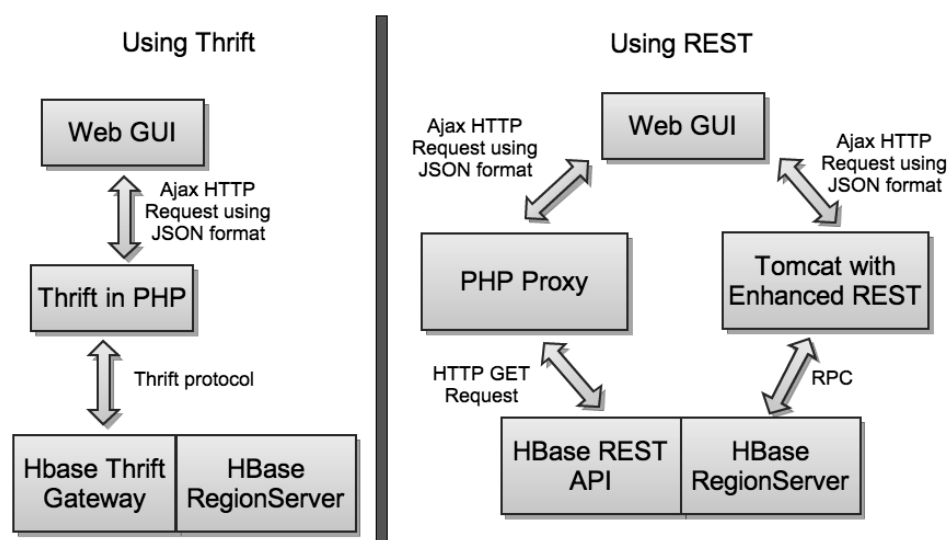 Using Thrift
Web GUI
Ajax HTTP
Request using
JSON format
Thrift in PHP
Thrift protocol
Hbase Thrift
Gateway
HBase
RegionServer
Using REST
Web GUI
Ajax HTTP
Request using
JSON format
Ajax HTTP
Request using
JSON format
PHP Proxy
Tomcat with
Enhanced REST
HTTP GET
Request
RPC
HBase REST
API
HBase
RegionServer